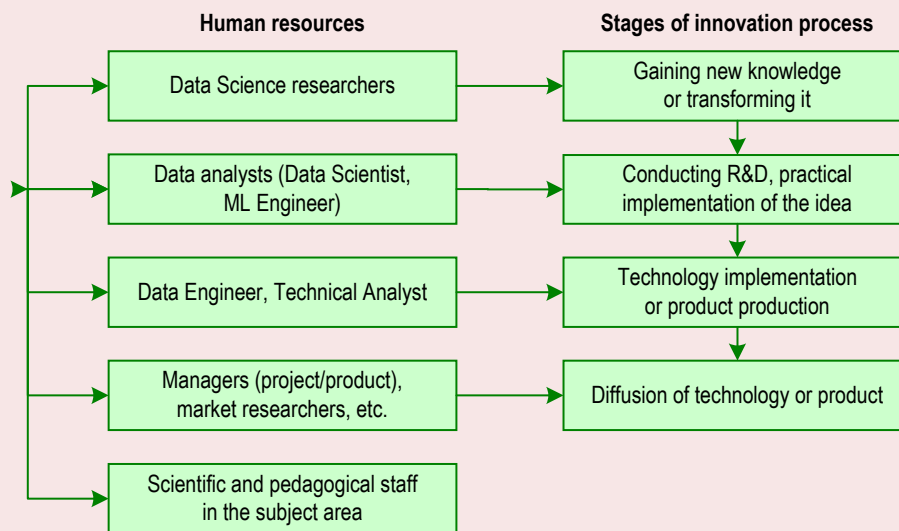 Human resources
Stages of innovation process
Data Science researchers
Gaining new knowledge
or transforming it
Data analysts (Data Scientist,
ML Engineer)
Conducting R&D, practical
implementation of the idea
Data Engineer, Technical Analyst
Technology implementation
or product production
Managers (project/product),
market researchers, etc.
Diffusion of technology or product
Scientific and pedagogical staff
in the subject area